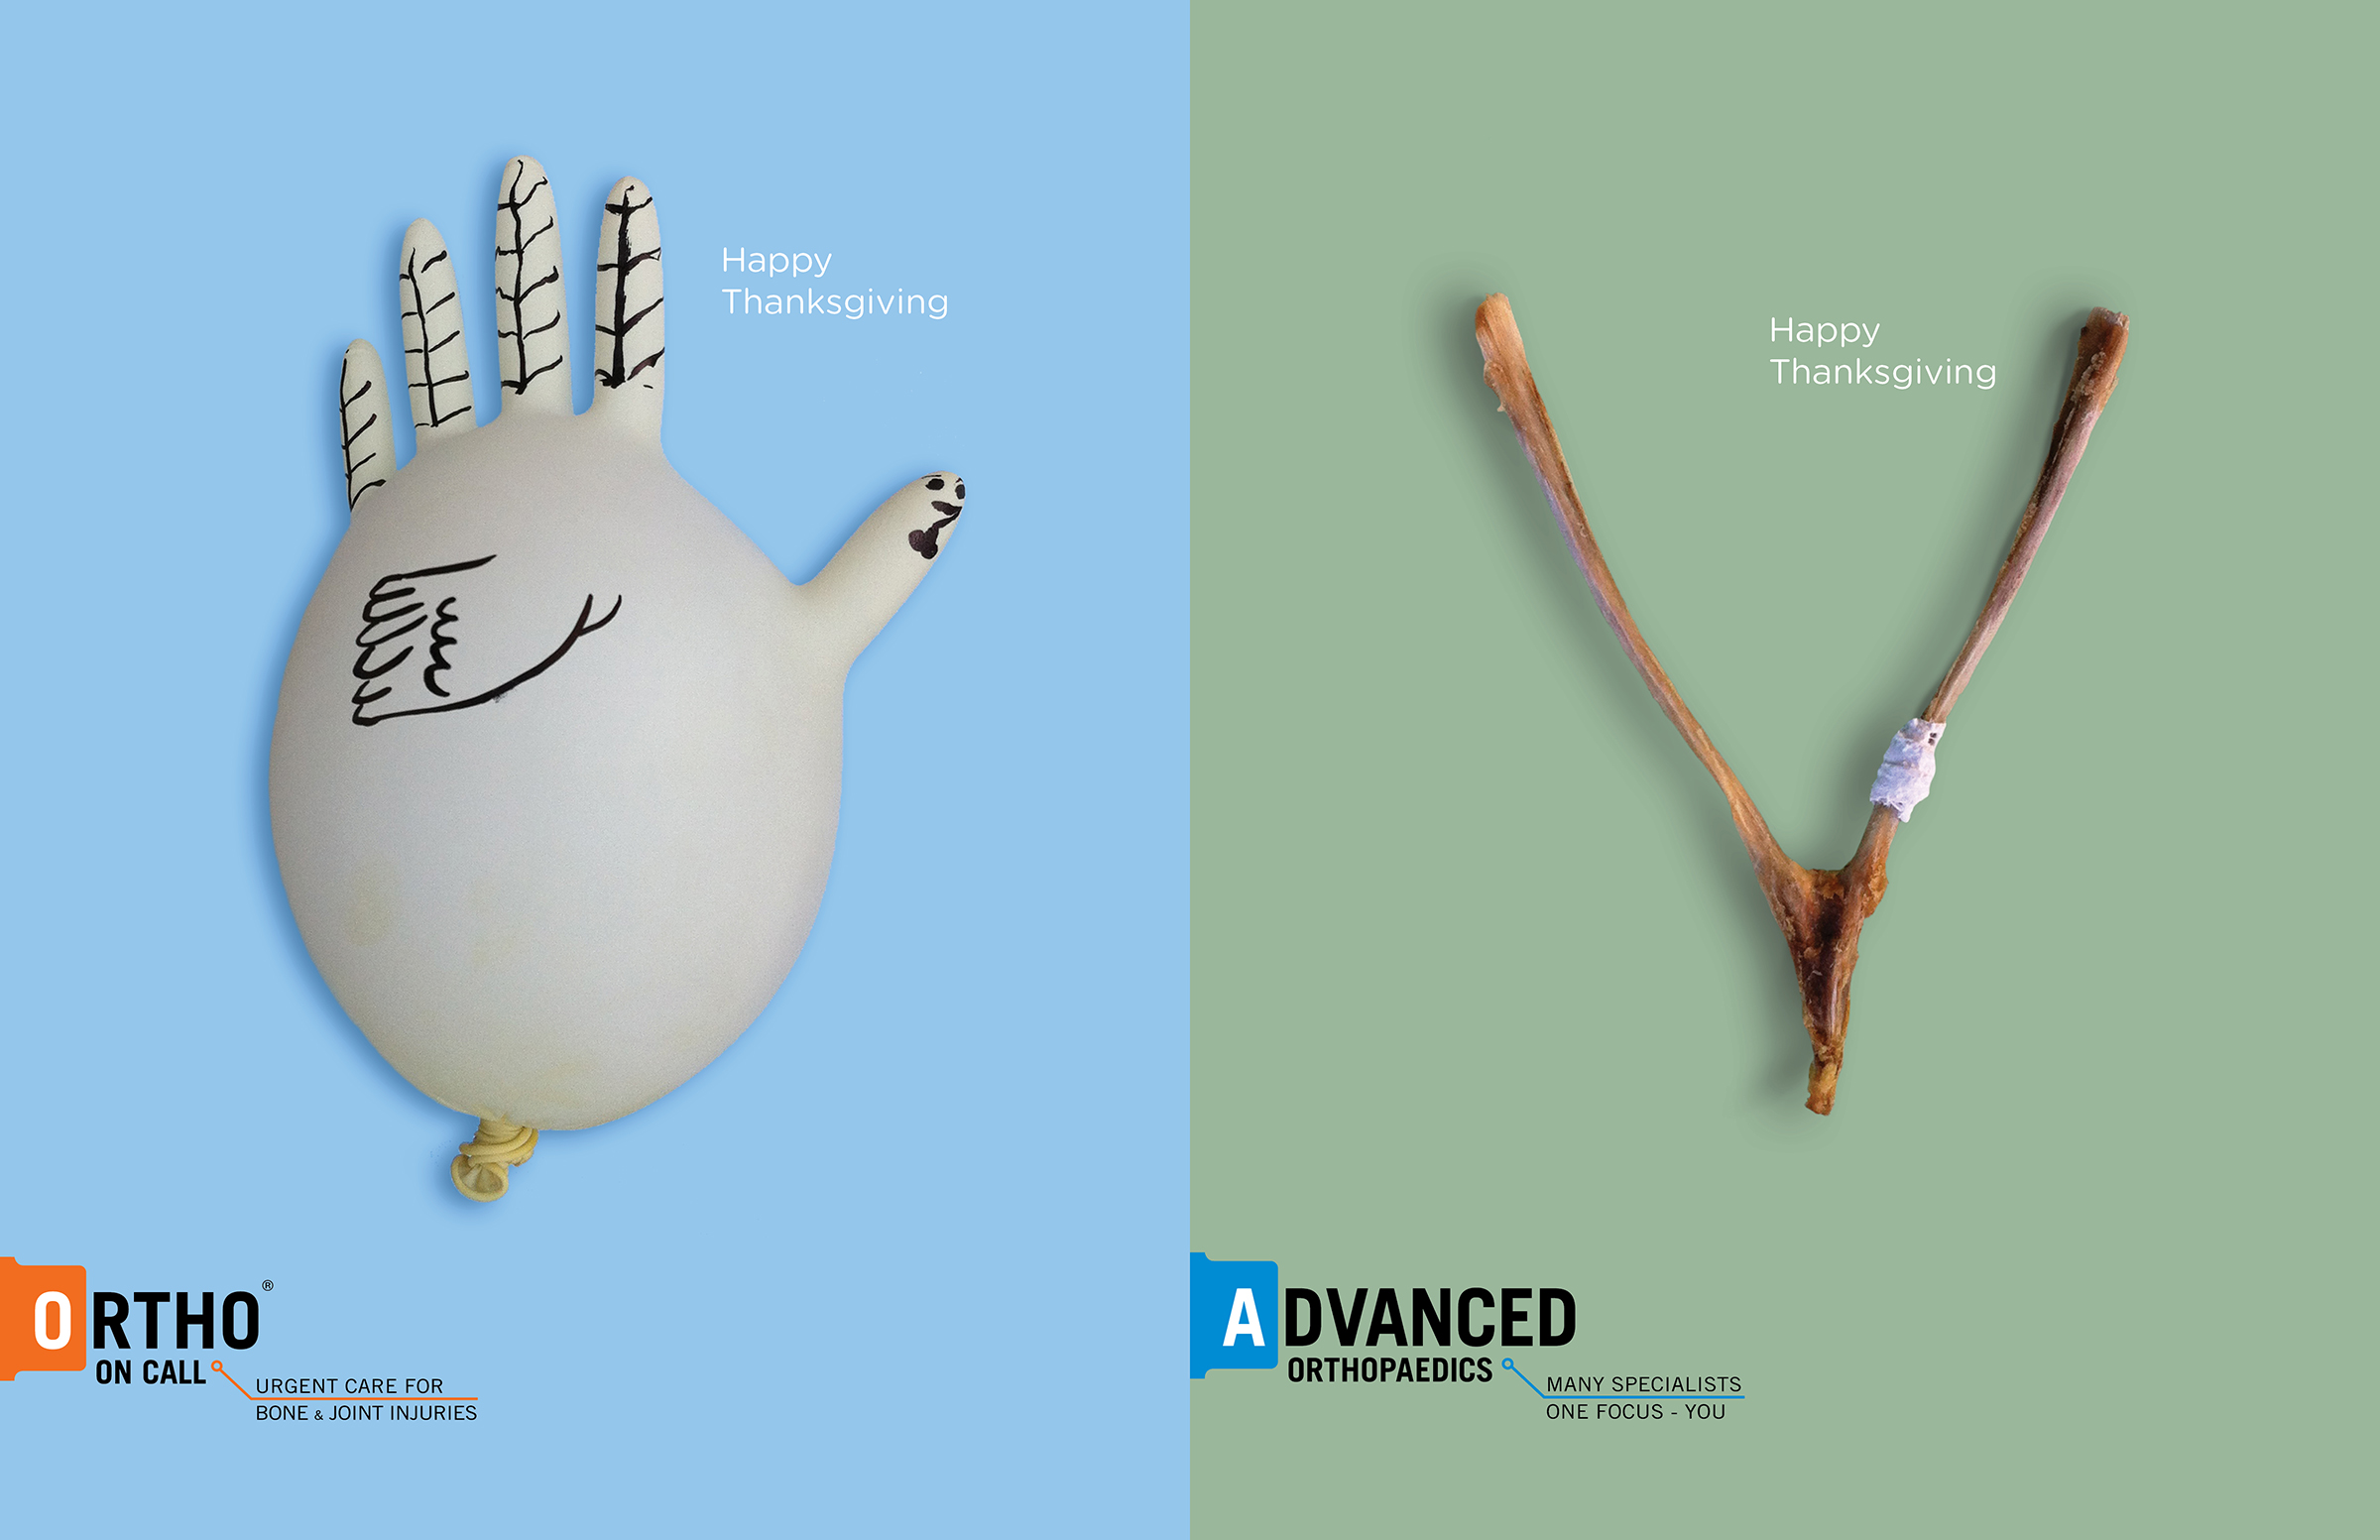 Happy
Thanksgiving
ORTHO®
ON CALL
URGENT CARE FOR
BONE & JOINT INJURIES
Happy
Thanksgiving
ADVANCED
ORTHOPAEDICS
MANY SPECIALISTS
ONE FOCUS - YOU